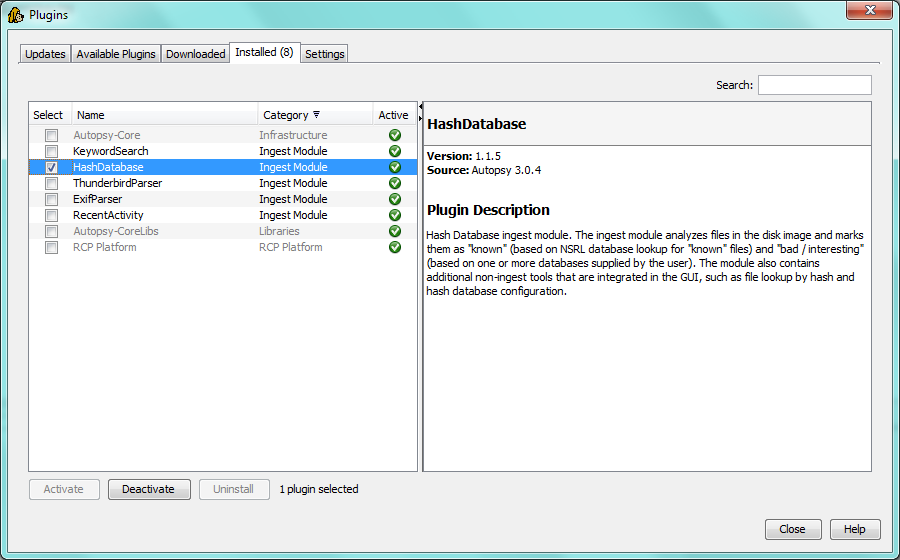 Plugins
Updates Available Plugins Downloaded Installed (8) Settings
Search:
Select Name Category Active
Autopsy-Core Infrastructure
KeywordSearch Ingest Module
HashDatabase Ingest Module
ThunderbirdParser Ingest Module
ExifParser Ingest Module
RecentActivity Ingest Module
Autopsy-CoreLibs Libraries
RCP Platform RCP Platform
HashDatabase
Version: 1.1.5
Source: Autopsy 3.0.4
Plugin Description
Hash Database ingest module. The ingest module analyzes files in the disk image and marks
them as "known" (based on NSRL database lookup for "known" files) and "bad / interesting"
(based on one or more databases supplied by the user). The module also contains
additional non-ingest tools that are integrated in the GUI, such as file lookup by hash and
hash database configuration.
Activate Deactivate Uninstall 1 plugin selected
Close Help